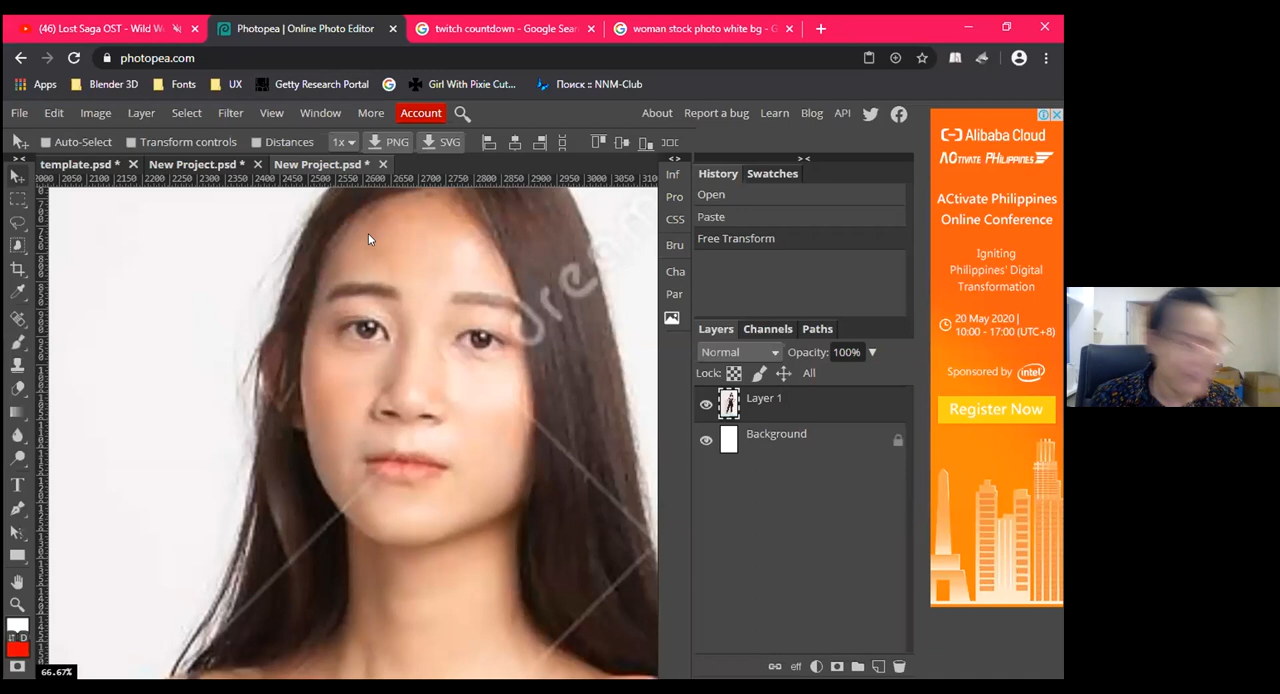 (46) Lost Saga OST - Wild W
Photopea | Online Photo Editor
twitch countdown - Google Sear
woman stock photo white bg - G
photopea.com
Apps
Blender 3D
Fonts
UX
Getty Research Portal
Girl With Pixie Cut...
Поиск :: NNM-Club
File Edit Image Layer Select Filter View Window More Account
About Report a bug Learn Blog API
Auto-Select Transform controls Distances 1x PNG SVG
template.psd * New Project.psd * New Project.psd *
2000 2050 2100 2150 2200 2250 2300 2350 2400 2450 2500 2550 2600 2650 2700 2750 2800 2850 2900 2950 3000 3050 310
Inf
Pro
CSS
Bru
Cha
Par
History Swatches
Open
Paste
Free Transform
Layers Channels Paths
Normal Opacity: 100%
Lock: All
Layer 1
Background
eff
66.67%
dream
Alibaba Cloud
ACtivate PHilippines
ACtivate Philippines
Online Conference
Igniting
Philippines' Digital
Transformation
20 May 2020 |
10:00 - 17:00 (UTC+8)
Sponsored by intel
Register Now